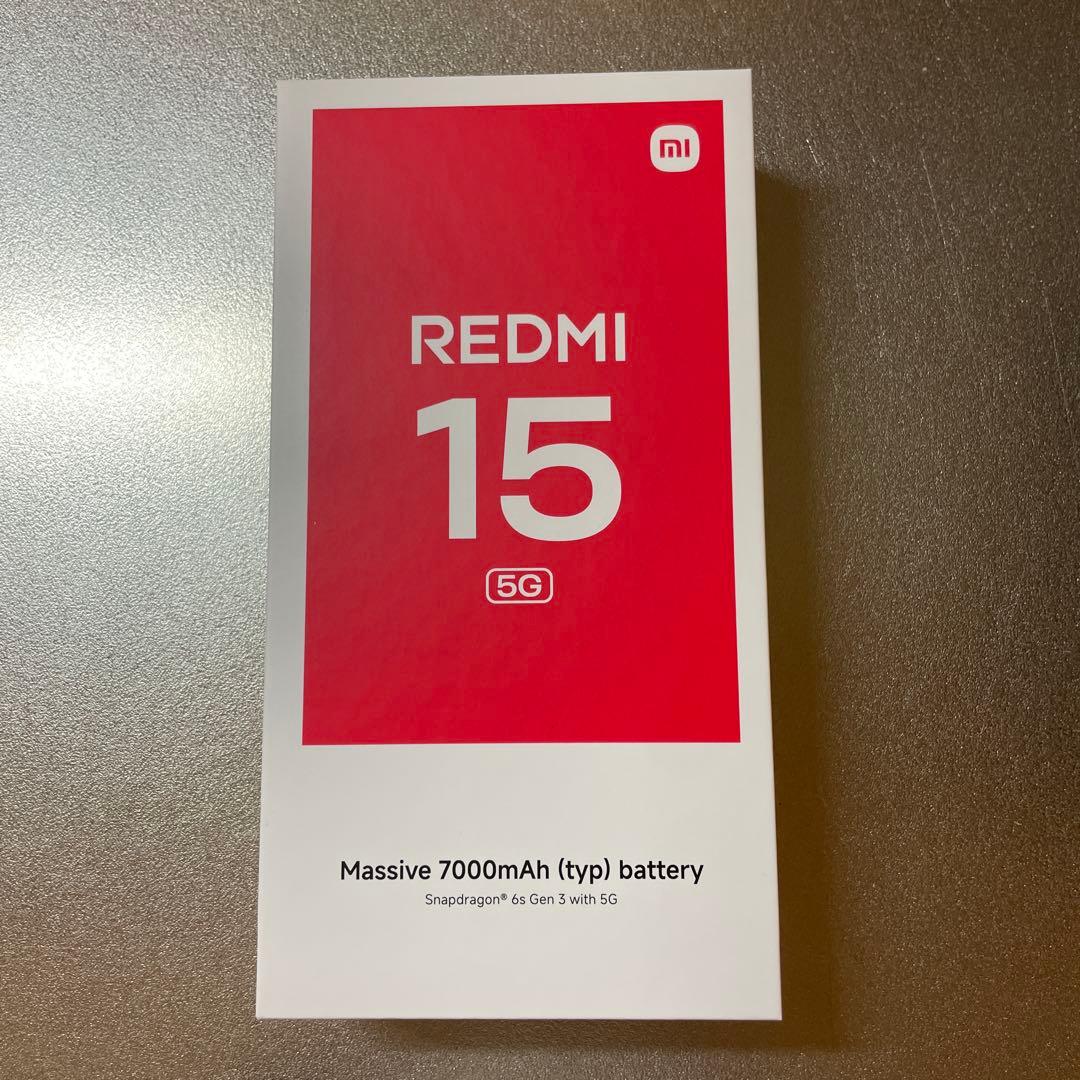 mi
REDMI
15
5G
Massive 7000mAh (typ) battery
Snapdragon® 6s Gen 3 with 5G